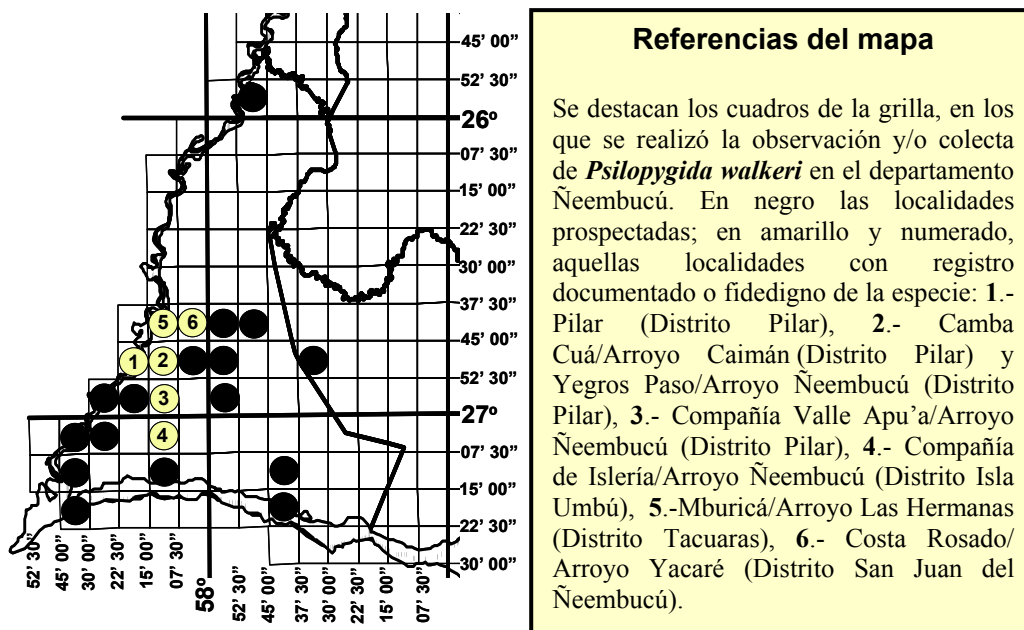 45' 00”
52' 30”
26º
07' 30”
15' 00”
22' 30”
30' 00”
37' 30”
45' 00”
52' 30”
27º
07' 30”
15' 00”
22' 30”
30' 00”
5 6
1 2
3
4
52' 30”
45' 00”
30' 00”
22' 30”
15' 00”
07' 30”
58º
52' 30”
45' 00”
37' 30”
30' 00”
22' 30”
15' 00”
07' 30”
Referencias del mapa
Se destacan los cuadros de la grilla, en los
que se realizó la observación y/o colecta
de Psilopygida walkeri en el departamento
Ñeembucú. En negro las localidades
prospectadas; en amarillo y numerado,
aquellas localidades con registro
documentado o fidedigno de la especie: 1.-
Pilar (Distrito Pilar), 2.- Camba
Cuá/Arroyo Caimán (Distrito Pilar) y
Yegros Paso/Arroyo Ñeembucú (Distrito
Pilar), 3.- Compañía Valle Apu’a/Arroyo
Ñeembucú (Distrito Pilar), 4.- Compañía
de Islería/Arroyo Ñeembucú (Distrito Isla
Umbú), 5.-Mburicá/Arroyo Las Hermanas
(Distrito Tacuaras), 6.- Costa Rosado/
Arroyo Yacaré (Distrito San Juan del
Ñeembucú).